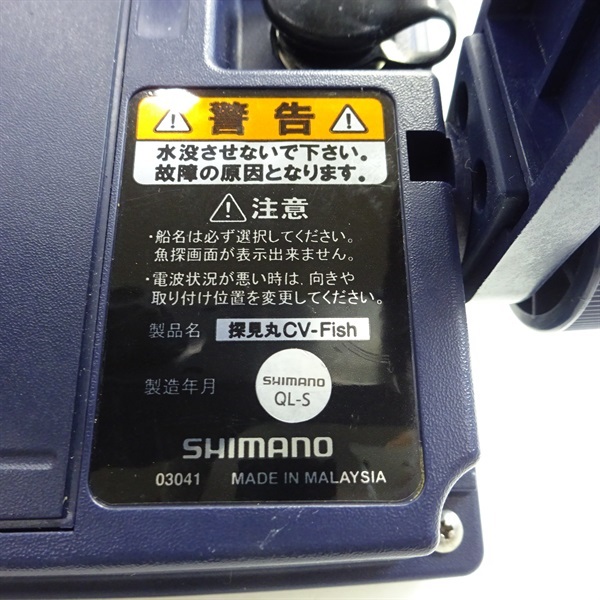 警告
水没させないで下さい。
故障の原因となります。
注意
・船名は必ず選択してください。
魚探画面が表示出来ません。
・電波状況が悪い時は、向きや
取り付け位置を変更してください。
製品名 探見丸CV-Fish
製造年月 SHIMANO
QL-S
SHIMANO
03041 MADE IN MALAYSIA